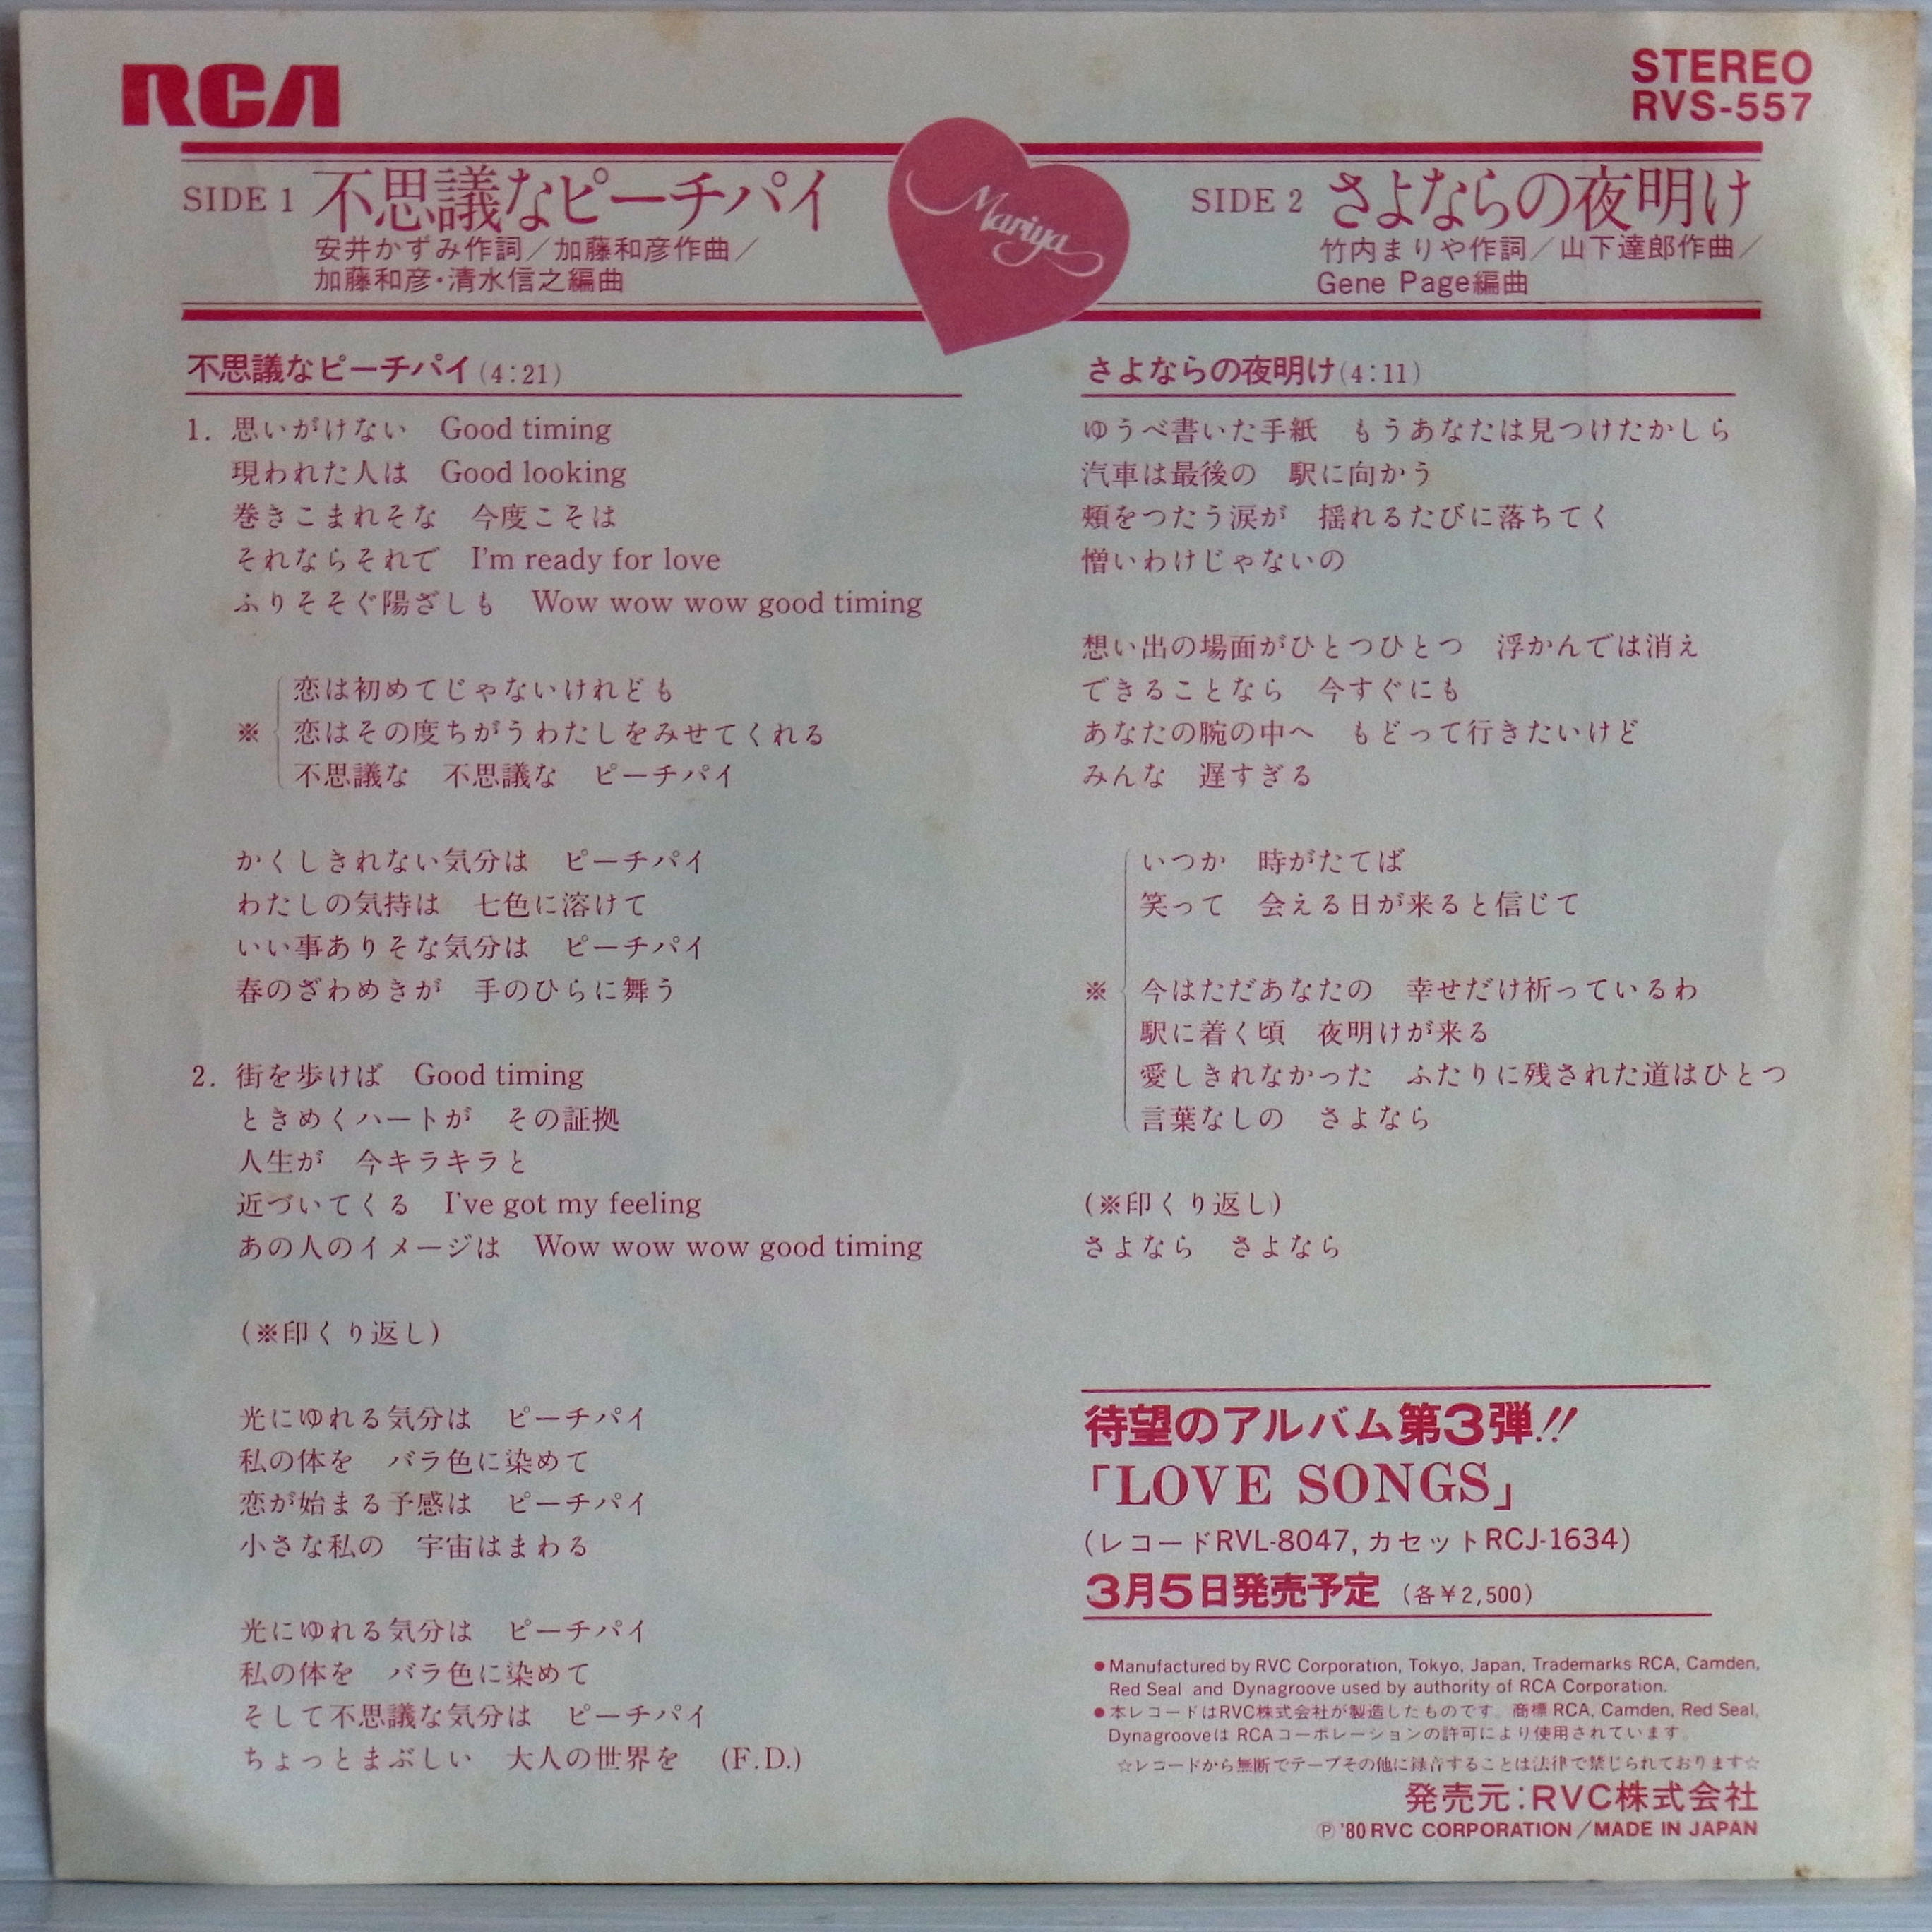 RCA
STEREO
RVS-557
SIDE 1 不思議なピーチパイ
安井かずみ作詞／加藤和彦作曲／
加藤和彦・清水信之編曲
Mariya
SIDE 2 さよならの夜明け
竹内まりや作詞／山下達郎作曲／
Gene Page編曲
不思議なピーチパイ(4:21)
1. 思いがけない　Good timing
現われた人は　Good looking
巻きこまれそな　今度こそは
それならそれで　I'm ready for love
ふりそそぐ陽ざしも　Wow wow wow good timing
恋は初めてじゃないけれども
※ 恋はその度ちがうわたしをみせてくれる
不思議な　不思議な　ピーチパイ
かくしきれない気分は　ピーチパイ
わたしの気持は　七色に溶けて
いい事ありそな気分は　ピーチパイ
春のざわめきが　手のひらに舞う
2. 街を歩けば　Good timing
ときめくハートが　その証拠
人生が　今キラキラと
近づいてくる　I've got my feeling
あの人のイメージは　Wow wow wow good timing
(※印くり返し)
光にゆれる気分は　ピーチパイ
私の体を　バラ色に染めて
恋が始まる予感は　ピーチパイ
小さな私の　宇宙はまわる
光にゆれる気分は　ピーチパイ
私の体を　バラ色に染めて
そして不思議な気分は　ピーチパイ
ちょっとまぶしい　大人の世界を　(F.D.)
さよならの夜明け(4:11)
ゆうべ書いた手紙　もうあなたは見つけたかしら
汽車は最後の　駅に向かう
頬をつたう涙が　揺れるたびに落ちてく
憎いわけじゃないの
想い出の場面がひとつひとつ　浮かんでは消え
できることなら　今すぐにも
あなたの腕の中へ　もどって行きたいけど
みんな　遅すぎる
いつか　時がたてば
笑って　会える日が来ると信じて
※ 今はただあなたの　幸せだけ祈っているわ
駅に着く頃　夜明けが来る
愛しきれなかった　ふたりに残された道はひとつ
言葉なしの　さよなら
(※印くり返し)
さよなら　さよなら
待望のアルバム第3弾!!
「LOVE SONGS」
(レコードRVL-8047, カセットRCJ-1634)
3月5日発売予定 (各¥2,500)
●Manufactured by RVC Corporation, Tokyo, Japan, Trademarks RCA, Camden,
Red Seal and Dynagroove used by authority of RCA Corporation.
●本レコードはRVC株式会社が製造したものです。商標 RCA, Camden, Red Seal,
Dynagrooveは RCAコーポレーションの許可により使用されています。
☆レコードから無断でテープその他に録音することは法律で禁じられております☆
発売元：RVC株式会社
Ⓟ '80 RVC CORPORATION／MADE IN JAPAN